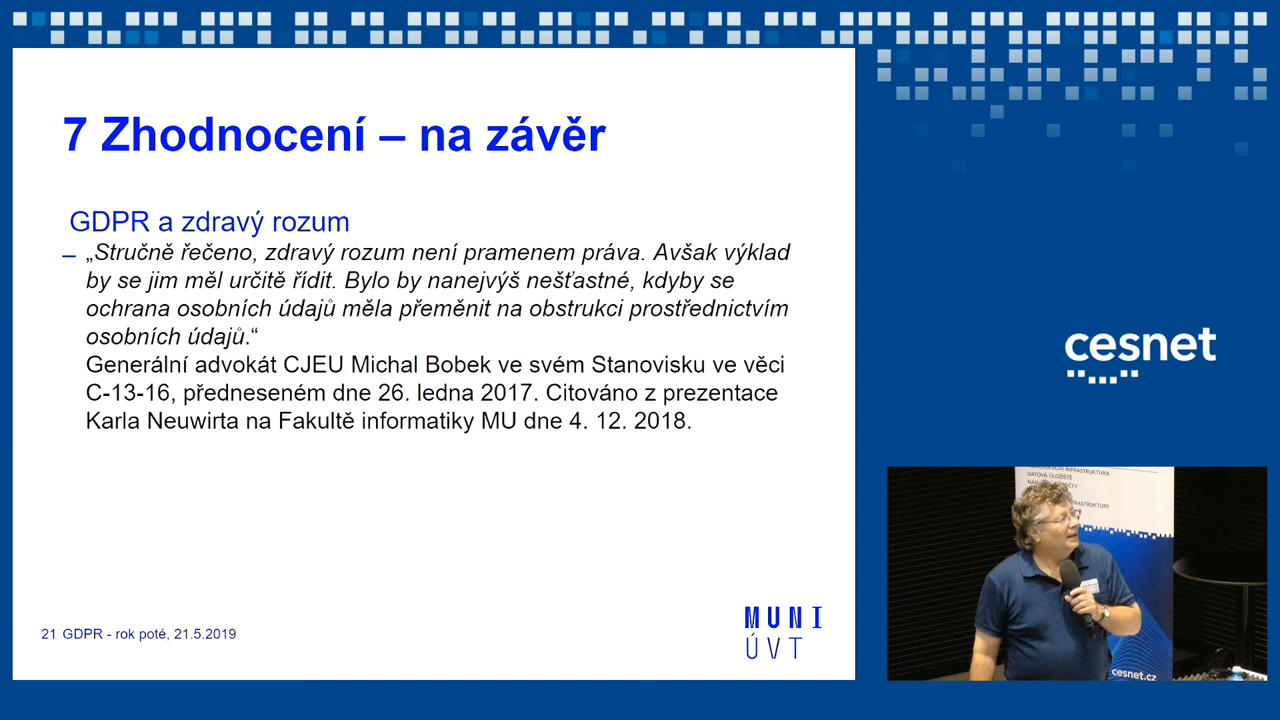 7 Zhodnocení – na závěr
GDPR a zdravý rozum
– „Stručně řečeno, zdravý rozum není pramenem práva. Avšak výklad
by se jim měl určitě řídit. Bylo by nanejvýš nešťastné, kdyby se
ochrana osobních údajů měla přeměnit na obstrukci prostřednictvím
osobních údajů.“
Generální advokát CJEU Michal Bobek ve svém Stanovisku ve věci
C-13-16, předneseném dne 26. ledna 2017. Citováno z prezentace
Karla Neuwirta na Fakultě informatiky MU dne 4. 12. 2018.
21 GDPR - rok poté, 21.5.2019
MUNI
ÚVT
cesnet
INFRASTRUKTURA
DATOVÁ ÚLOŽIŠTĚ
cesnet.cz